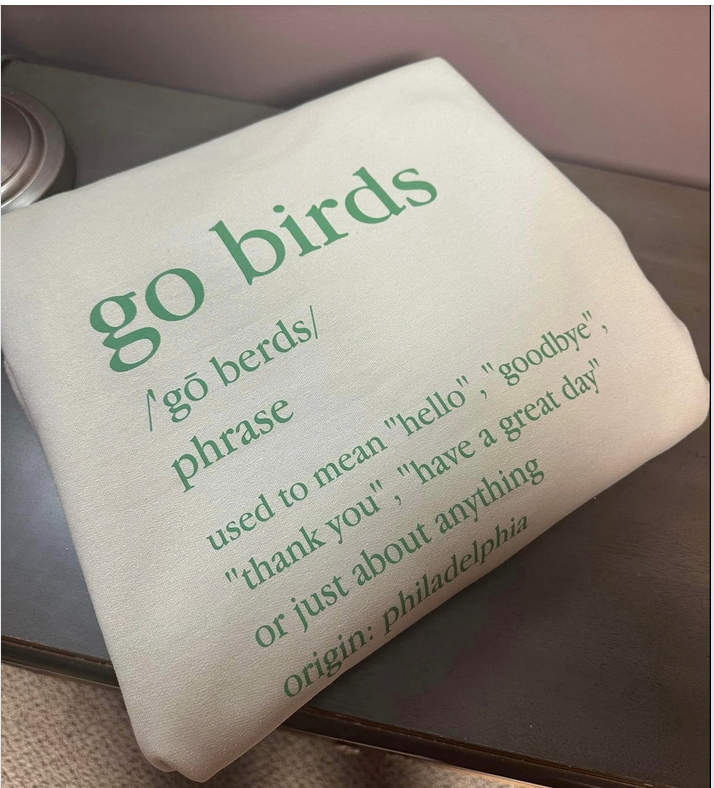 go birds
/'gō berds/
phrase
used to mean "hello" ,"goodbye" ,
"thank you" , "have a great day"
or just about anything
origin: philadelphia